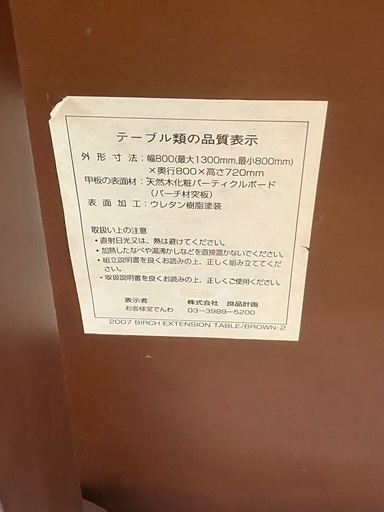 テーブル類の品質表示
外形寸法：幅800(最大1300mm,最小800mm)
×奥行800×高さ720mm
甲板の表面材：天然木化粧パーティクルボード
（バーチ材突板）
表面加工：ウレタン樹脂塗装
取扱い上の注意
・直射日光又は、熱は避けてください。
・加熱したなべや湯沸かしなどを直接置かないでください。
・組立説明書を良くお読みの上、正しく組み立ててくだ
さい。
・取扱説明書を良くお読みの上、正しくご使用ください。
表示者 株式会社 良品計画
お客様室でんわ 03-3989-5200
2007 BIRCH EXTENSION TABLE/BROWN-2